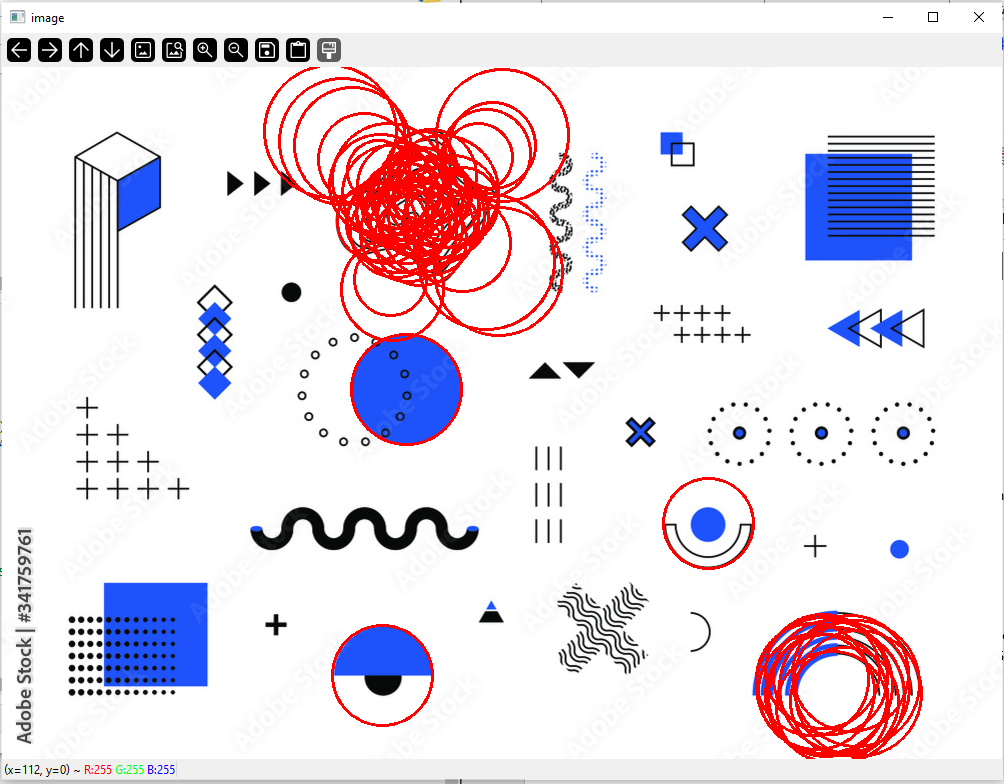 image
Adobe Stock | #341759761
(x=112, y=0) ~ R:255 G:255 B:255